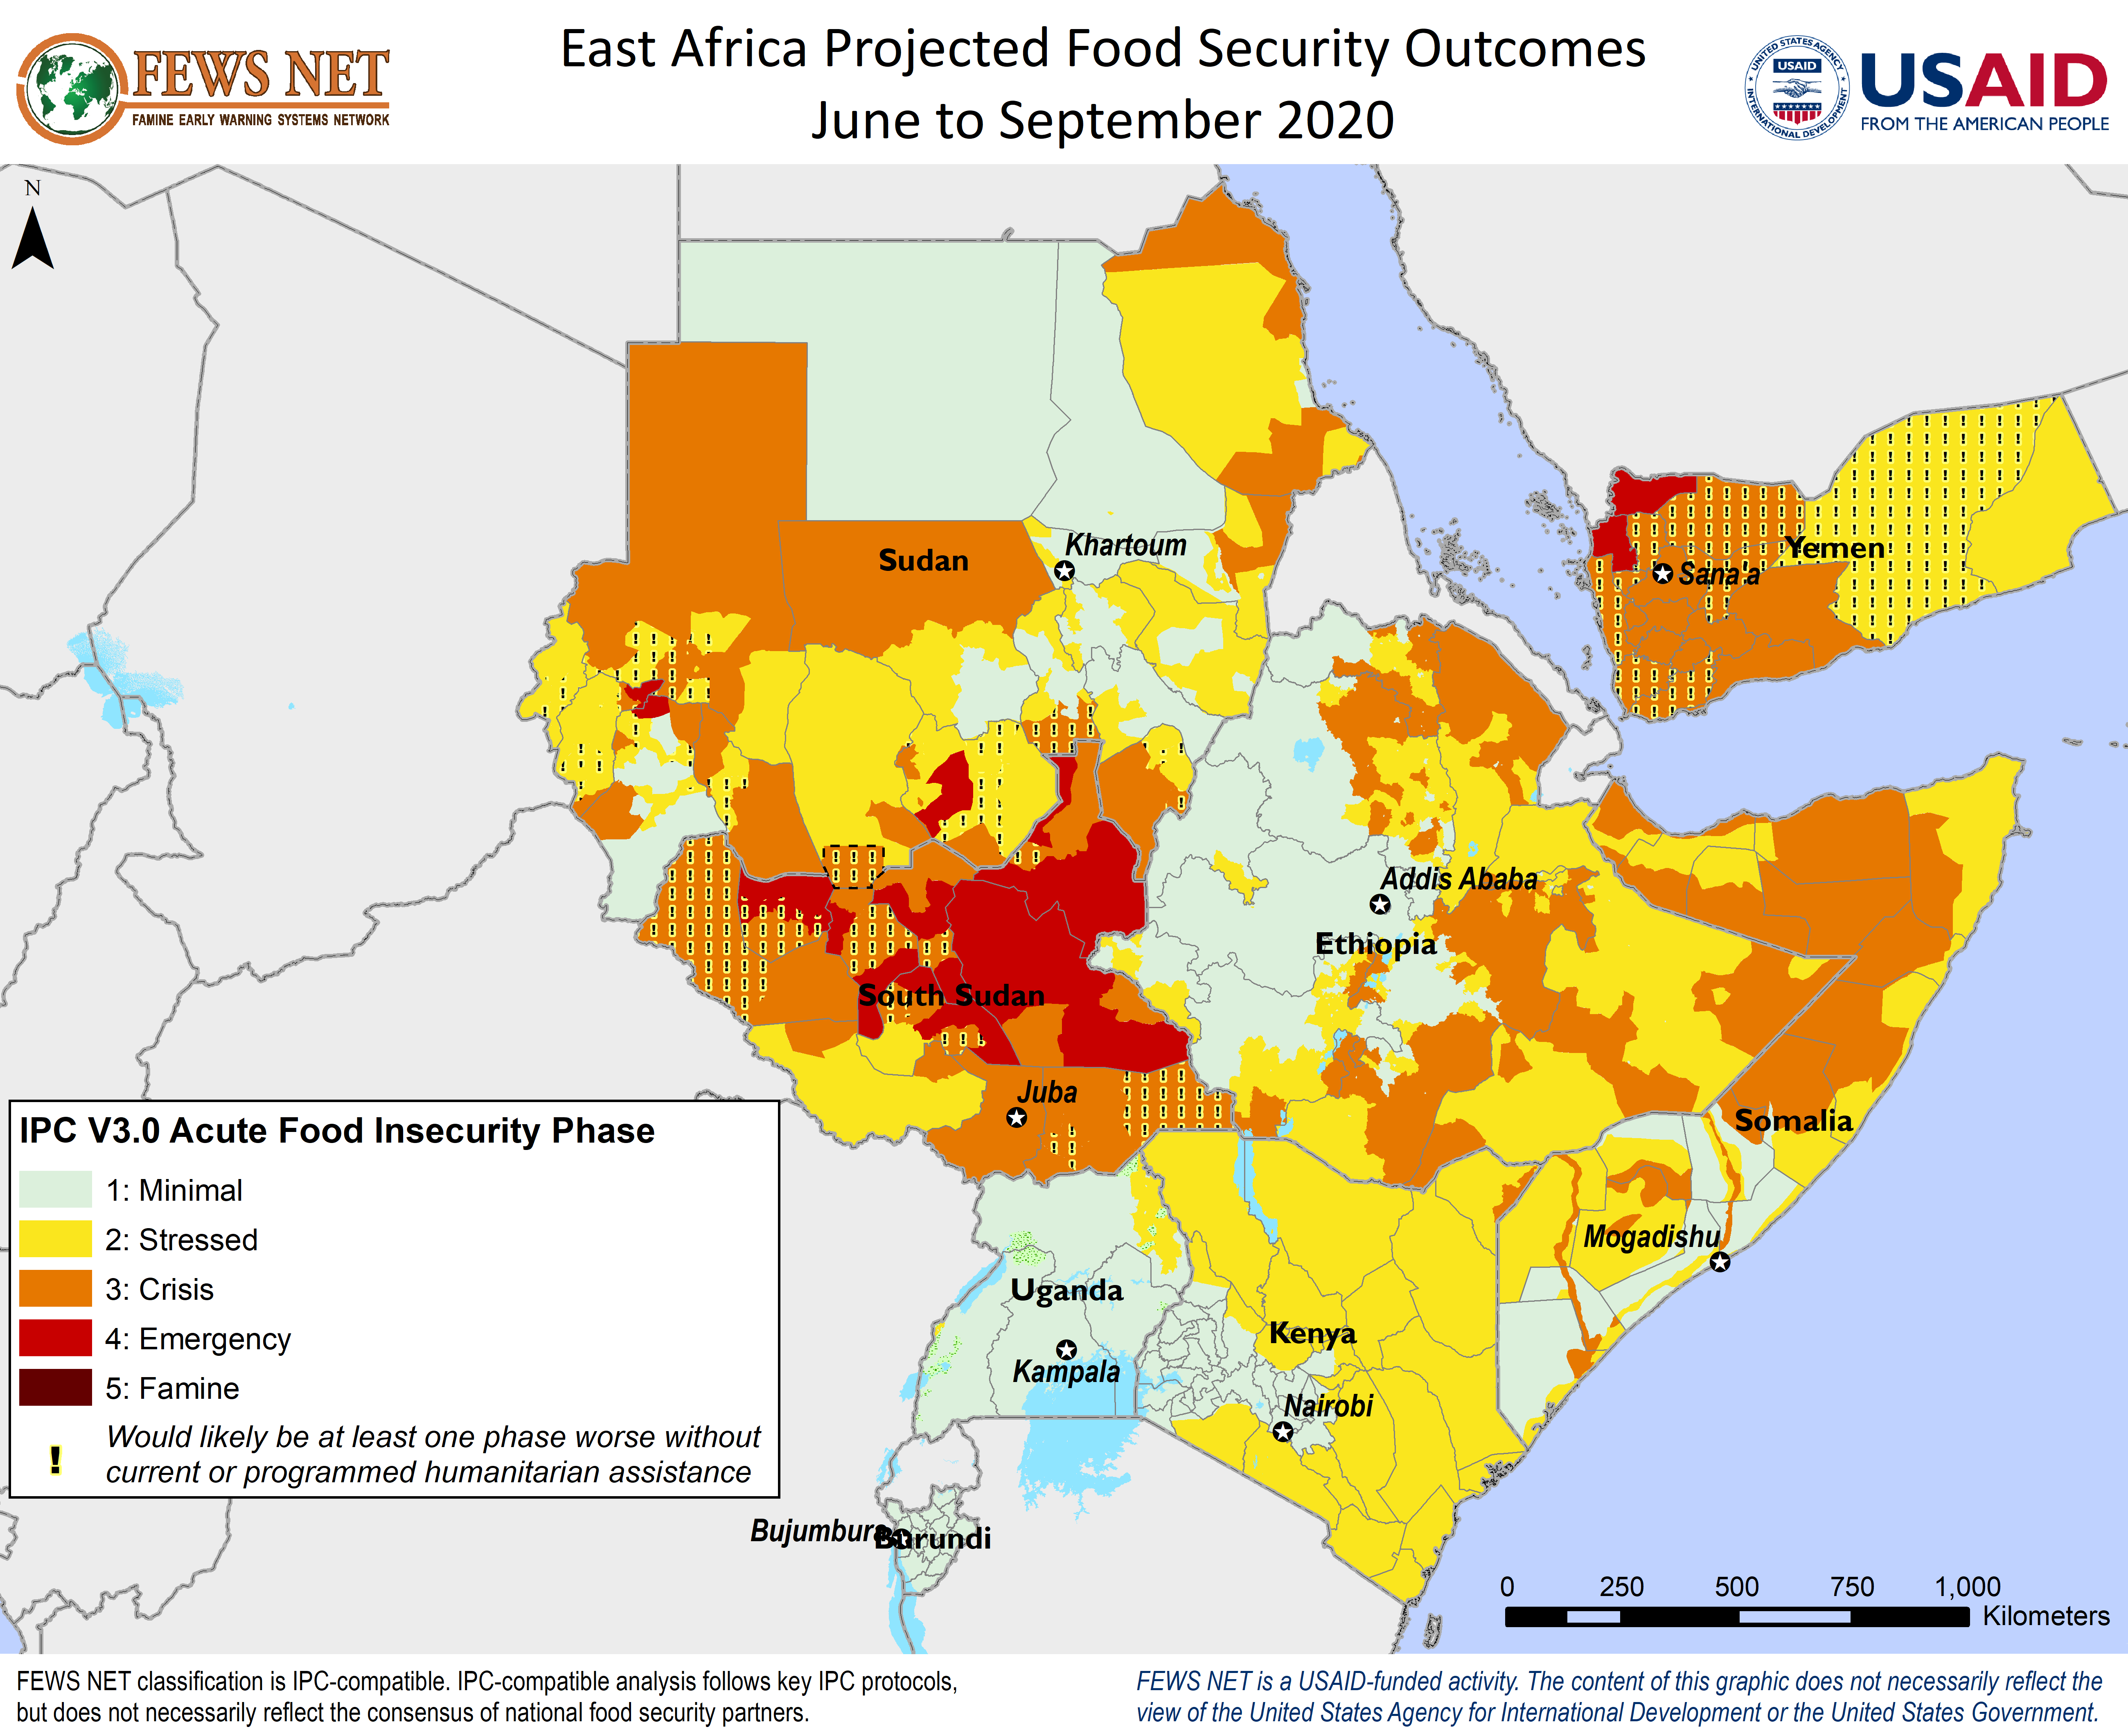 FEWS NET
FAMINE EARLY WARNING SYSTEMS NETWORK
East Africa Projected Food Security Outcomes
June to September 2020
UNITED STATES AGENCY
USAID
INTERNATIONAL DEVELOPMENT
USAID
FROM THE AMERICAN PEOPLE
N
Sudan
Khartoum
Yemen
Sana'a
Addis Ababa
Ethiopia
South Sudan
Juba
Somalia
Mogadishu
Uganda
Kampala
Kenya
Nairobi
Bujumbura
Burundi
IPC V3.0 Acute Food Insecurity Phase
1: Minimal
2: Stressed
3: Crisis
4: Emergency
5: Famine
! Would likely be at least one phase worse without
current or programmed humanitarian assistance
0 250 500 750 1,000
Kilometers
FEWS NET classification is IPC-compatible. IPC-compatible analysis follows key IPC protocols,
but does not necessarily reflect the consensus of national food security partners.
FEWS NET is a USAID-funded activity. The content of this graphic does not necessarily reflect the
view of the United States Agency for International Development or the United States Government.